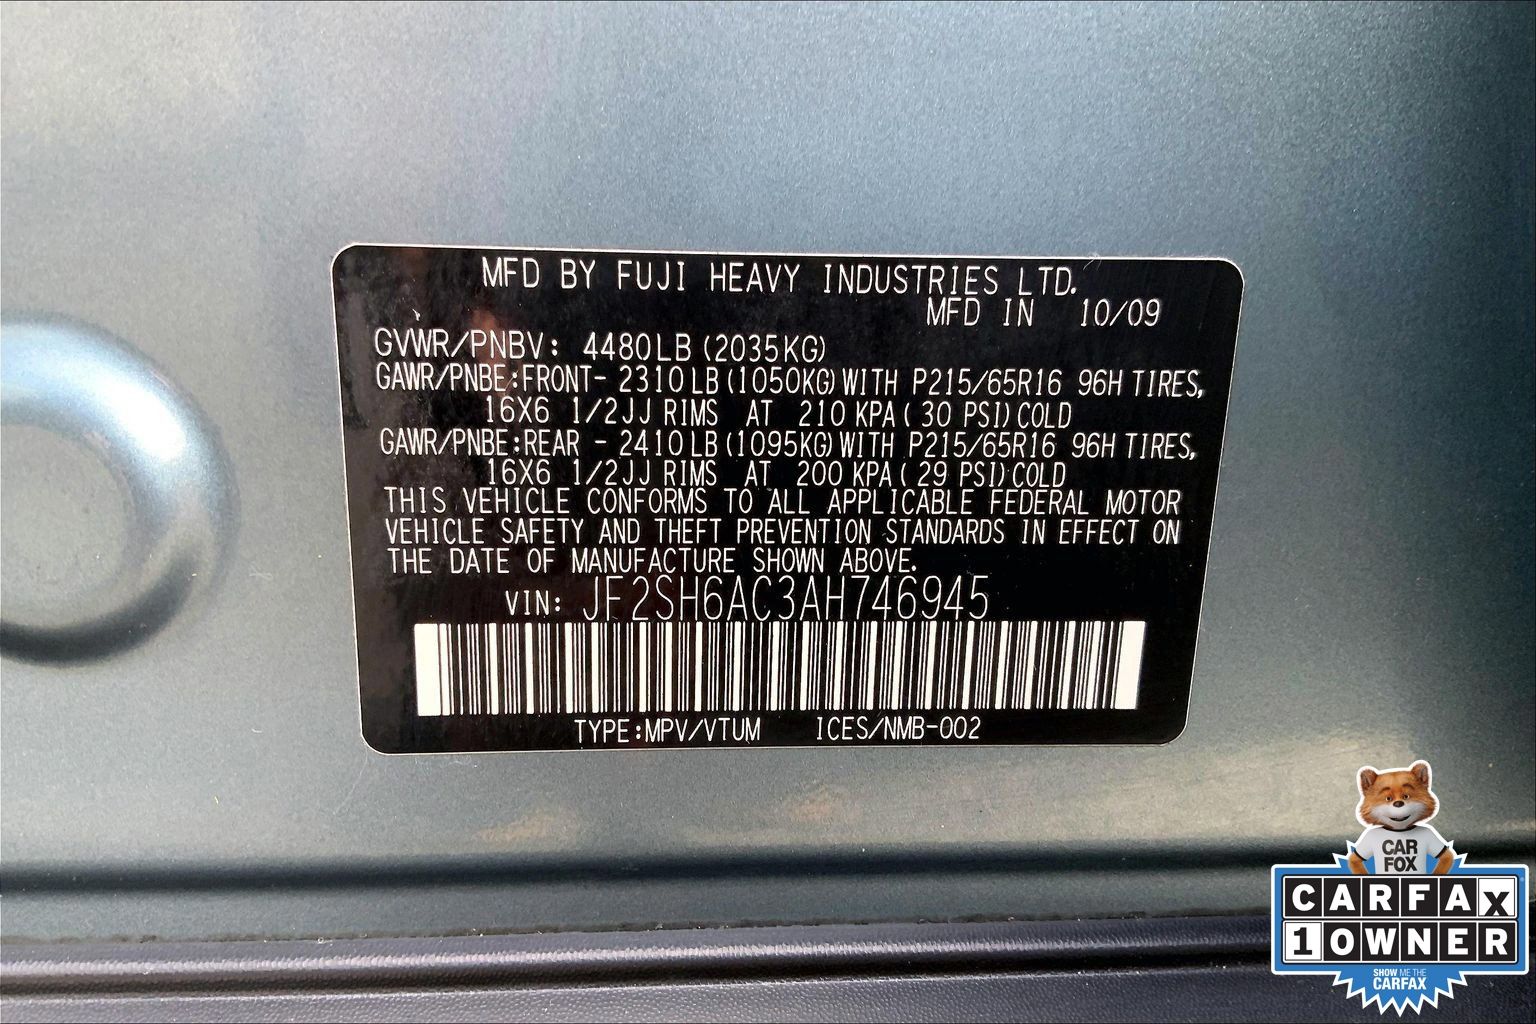 MFD BY FUJI HEAVY INDUSTRIES LTD.
MFD IN 10/09
GVWR/PNBV: 4480LB (2035KG)
GAWR/PNBE:FRONT- 2310LB (1050KG) WITH P215/65R16 96H TIRES,
16X6 1/2JJ RIMS AT 210 KPA ( 30 PSI) COLD
GAWR/PNBE:REAR - 2410LB (1095KG) WITH P215/65R16 96H TIRES,
16X6 1/2JJ RIMS AT 200 KPA ( 29 PSI) COLD
THIS VEHICLE CONFORMS TO ALL APPLICABLE FEDERAL MOTOR
VEHICLE SAFETY AND THEFT PREVENTION STANDARDS IN EFFECT ON
THE DATE OF MANUFACTURE SHOWN ABOVE.
VIN: JF2SH6AC3AH746945
TYPE:MPV/VTUM ICES/NMB-002
CAR
FOX
CARFAX
1 OWNER
SHOW ME THE
CARFAX